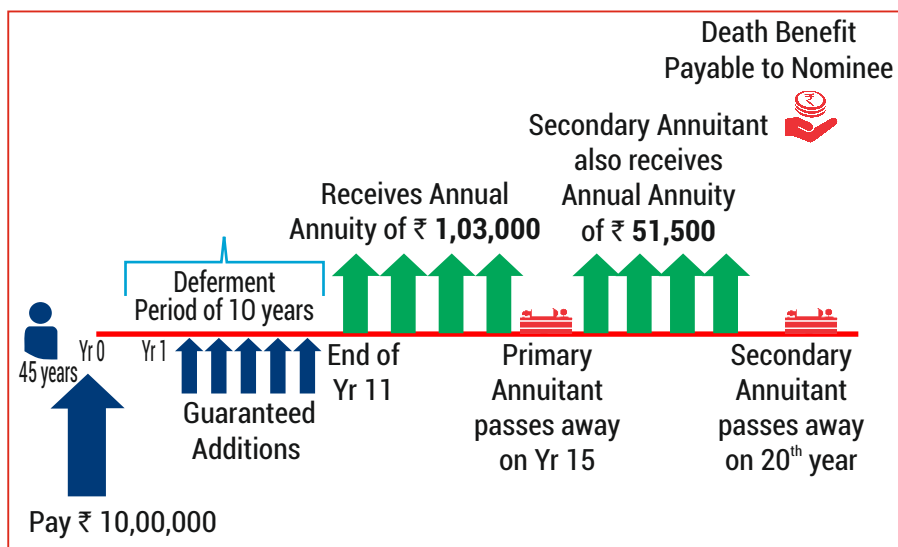 Death Benefit
Payable to Nominee
₹
Secondary Annuitant
also receives
Annual Annuity
of ₹ 51,500
Receives Annual
Annuity of ₹ 1,03,000
Deferment
Period of 10 years
45 years
Yr 0
Yr 1
Guaranteed
Additions
End of
Yr 11
Primary
Annuitant
passes away
on Yr 15
Secondary
Annuitant
passes away
on 20th year
Pay ₹ 10,00,000